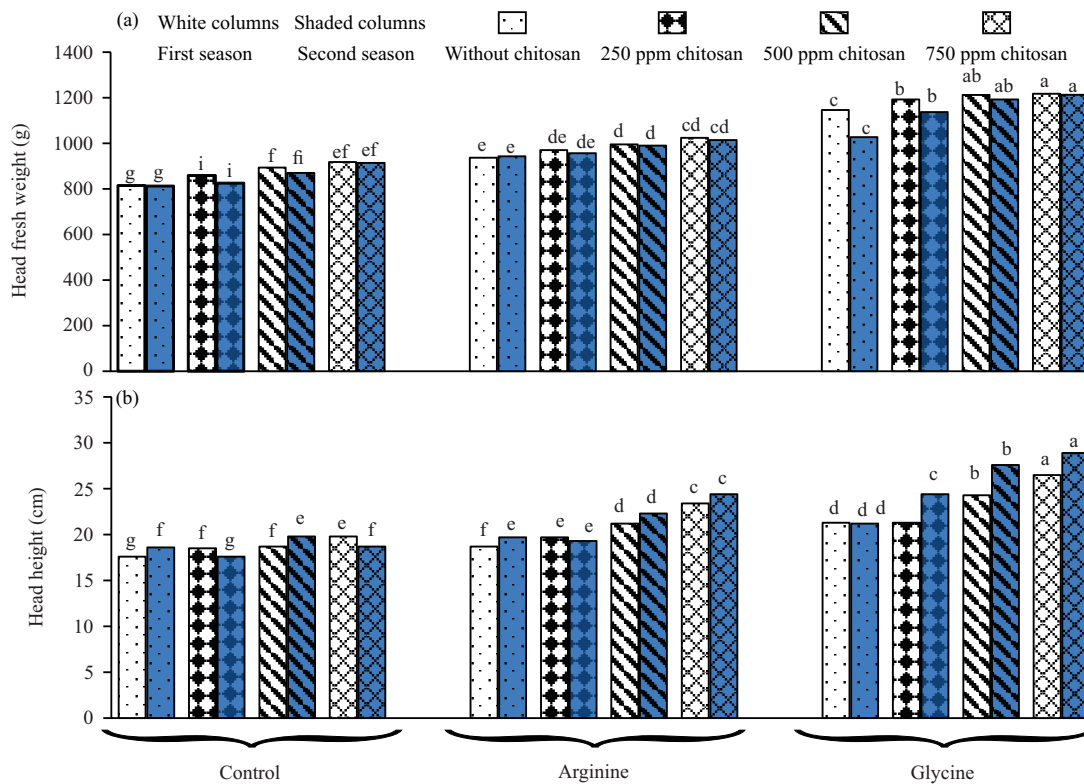 (a) White columns Shaded columns
First season Second season Without chitosan 250 ppm chitosan 500 ppm chitosan 750 ppm chitosan
Head fresh weight (g)
1400
1200
1000
800
600
400
200
0
g g i i f fi ef ef e e de de d d cd cd c c b b ab ab a a
(b)
Head height (cm)
35
30
25
20
15
10
5
0
g f f g f e e f f e e e d d c c d d d c b b a a
Control Arginine Glycine